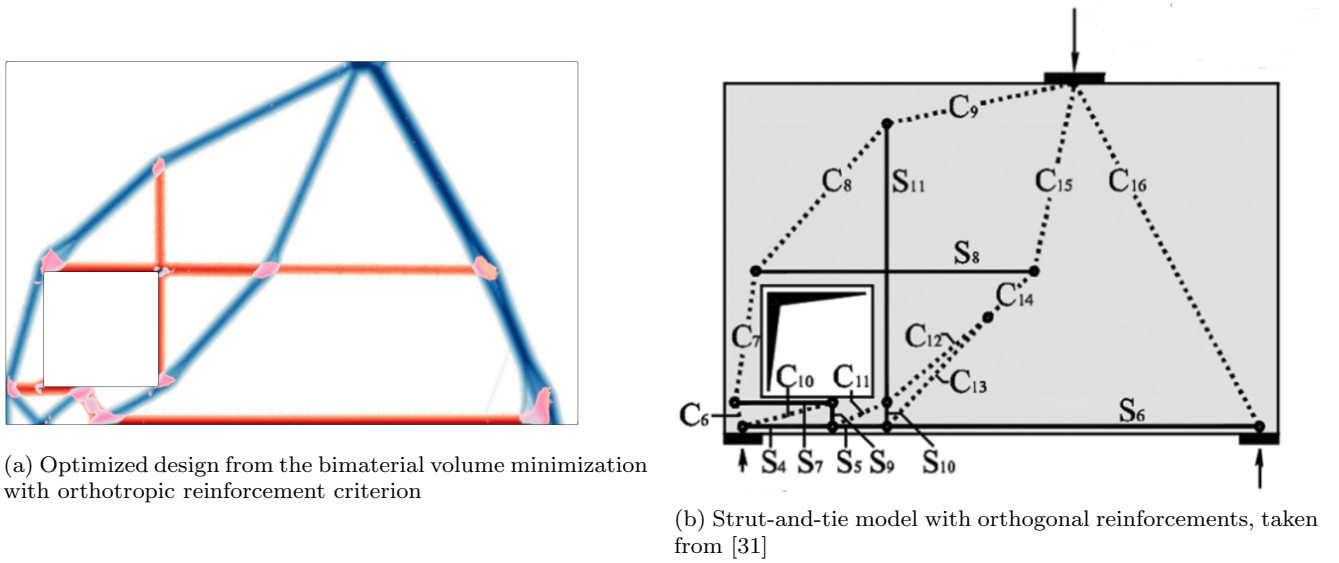 C₉
C₈
S₁₁
C₁₅
C₁₆
S₈
C₁₄
C₇
C₁₂
C₁₀
C₁₁
C₁₃
C₆
S₆
S₄
S₇
S₅
S₉
S₁₀
(a) Optimized design from the bimaterial volume minimization
with orthotropic reinforcement criterion
(b) Strut-and-tie model with orthogonal reinforcements, taken
from [31]